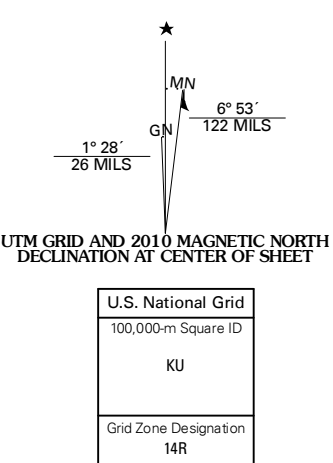 MN
6° 53´
122 MILS
GN
1° 28´
26 MILS
UTM GRID AND 2010 MAGNETIC NORTH
DECLINATION AT CENTER OF SHEET
U.S. National Grid
100,000-m Square ID
KU
Grid Zone Designation
14R